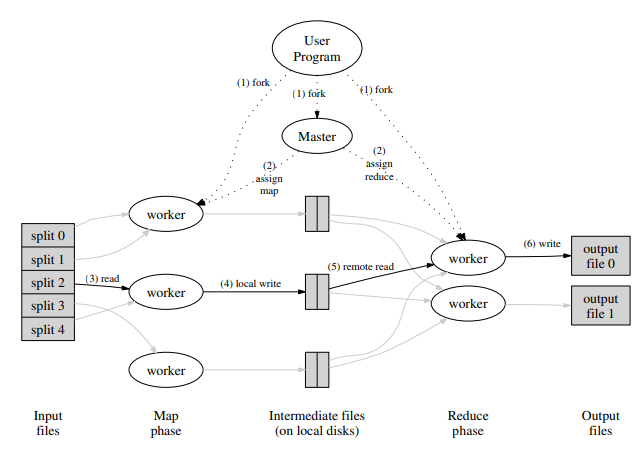 User
Program
(1) fork
(1) fork
(1) fork
Master
(2)
assign
map
(2)
assign
reduce
worker
split 0
split 1
split 2
split 3
split 4
(3) read
worker
(4) local write
(5) remote read
worker
(6) write
output
file 0
worker
output
file 1
worker
Input
files
Map
phase
Intermediate files
(on local disks)
Reduce
phase
Output
files